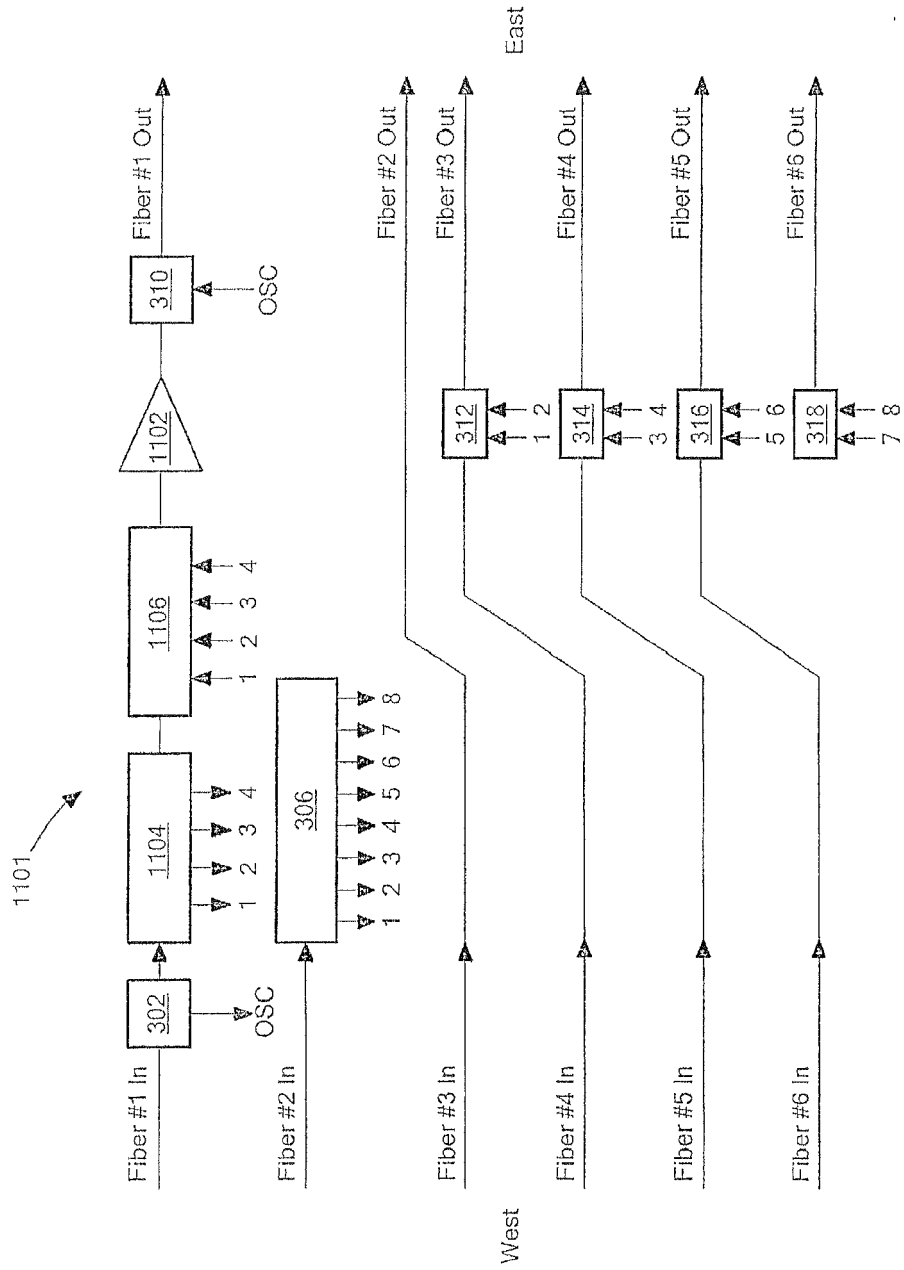 1101
Fiber #1 In
302
OSC
1104
1 2 3 4
1106
1 2 3 4
1102
310
OSC
Fiber #1 Out
Fiber #2 In
306
1 2 3 4 5 6 7 8
Fiber #2 Out
West
East
Fiber #3 In
312
1 2
Fiber #3 Out
Fiber #4 In
314
3 4
Fiber #4 Out
Fiber #5 In
316
5 6
Fiber #5 Out
Fiber #6 In
318
7 8
Fiber #6 Out